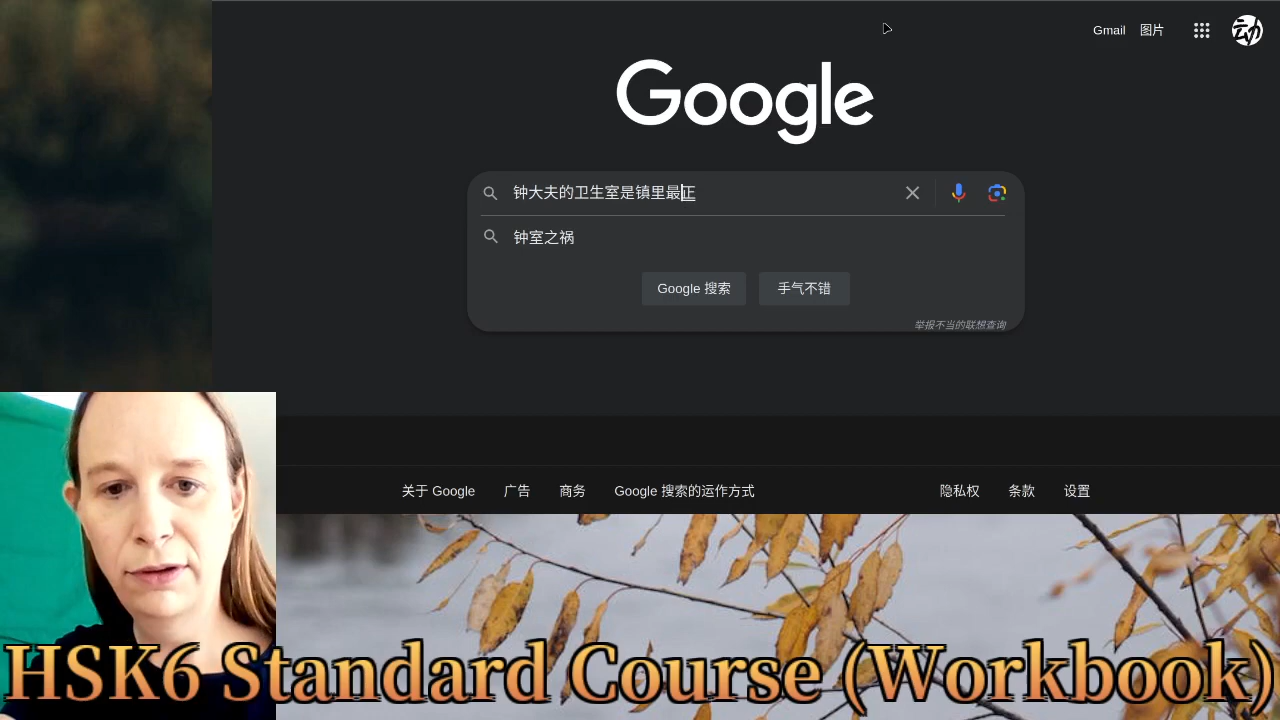 Gmail 图片
Google
钟大夫的卫生室是镇里最正
钟室之祸
Google 搜索 手气不错
举报不当的联想查询
关于 Google 广告 商务 Google 搜索的运作方式 隐私权 条款 设置
HSK6 Standard Course (Workbook)